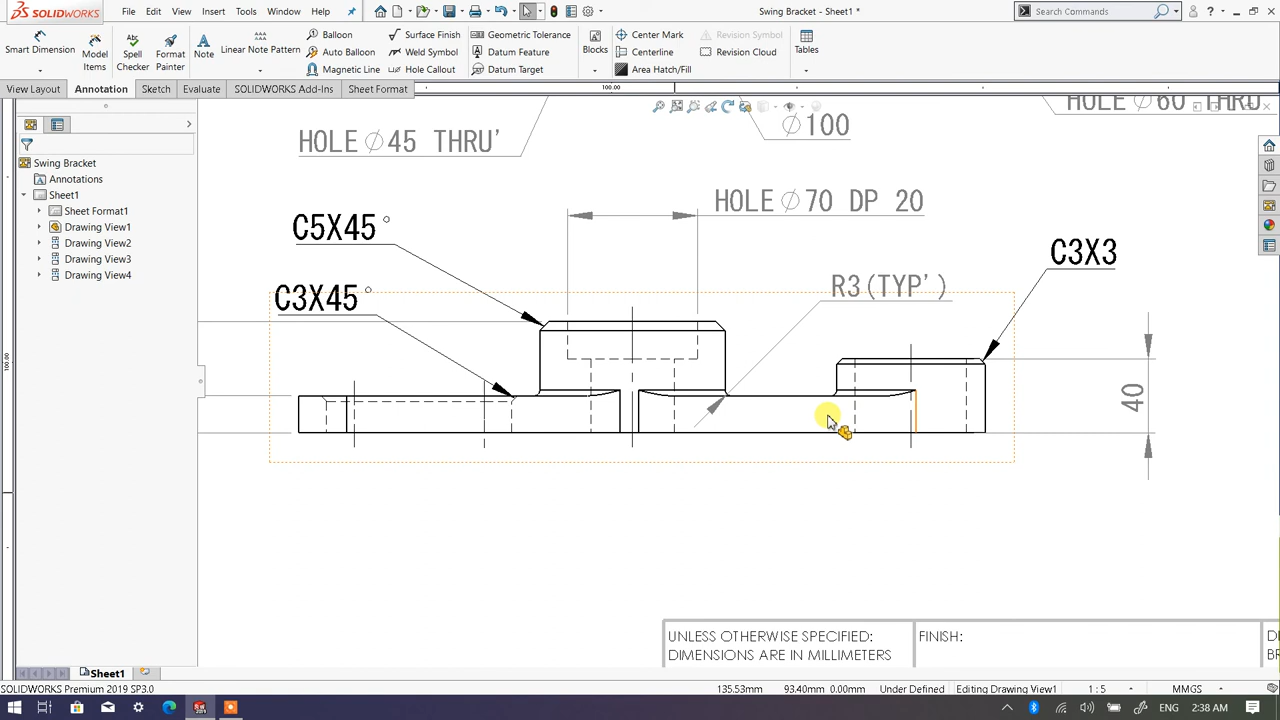 SOLIDWORKS
File Edit View Insert Tools Window Help
Swing Bracket - Sheet1 *
Search Commands
Smart Dimension
Model Items
Spell Checker
Format Painter
Note
Linear Note Pattern
Balloon
Auto Balloon
Magnetic Line
Surface Finish
Weld Symbol
Hole Callout
Geometric Tolerance
Datum Feature
Datum Target
Blocks
Center Mark
Centerline
Area Hatch/Fill
Revision Symbol
Revision Cloud
Tables
View Layout Annotation Sketch Evaluate SOLIDWORKS Add-Ins Sheet Format
100.00
100.00
Swing Bracket
Annotations
Sheet1
Sheet Format1
Drawing View1
Drawing View2
Drawing View3
Drawing View4
HOLE Ø60 THRU
HOLE Ø45 THRU'
Ø100
HOLE Ø70 DP 20
C5X45°
C3X3
C3X45°
R3(TYP')
40
UNLESS OTHERWISE SPECIFIED:
DIMENSIONS ARE IN MILLIMETERS
FINISH:
Sheet1
SOLIDWORKS Premium 2019 SP3.0
135.53mm 93.40mm 0.00mm Under Defined Editing Drawing View1 1 : 5 MMGS
ENG 2:38 AM